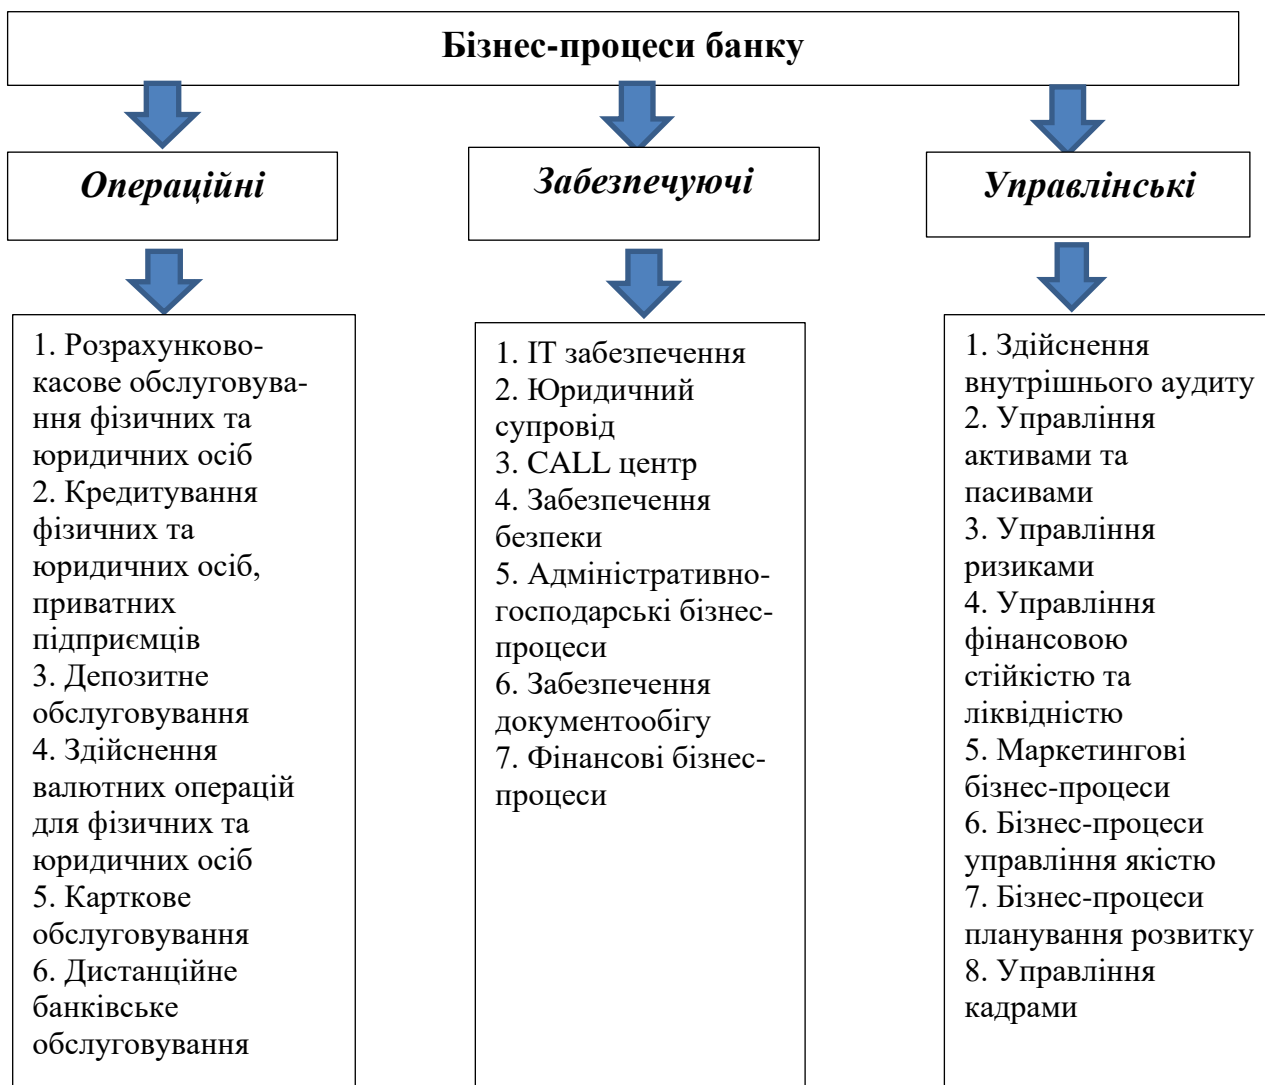 Бізнес-процеси банку
Операційні
Забезпечуючі
Управлінські
1. Розрахунково-
касове обслуговува-
ння фізичних та
юридичних осіб
2. Кредитування
фізичних та
юридичних осіб,
приватних
підприємців
3. Депозитне
обслуговування
4. Здійснення
валютних операцій
для фізичних та
юридичних осіб
5. Карткове
обслуговування
6. Дистанційне
банківське
обслуговування
1. ІТ забезпечення
2. Юридичний
супровід
3. CALL центр
4. Забезпечення
безпеки
5. Адміністративно-
господарські бізнес-
процеси
6. Забезпечення
документообігу
7. Фінансові бізнес-
процеси
1. Здійснення
внутрішнього аудиту
2. Управління
активами та
пасивами
3. Управління
ризиками
4. Управління
фінансовою
стійкістю та
ліквідністю
5. Маркетингові
бізнес-процеси
6. Бізнес-процеси
управління якістю
7. Бізнес-процеси
планування розвитку
8. Управління
кадрами